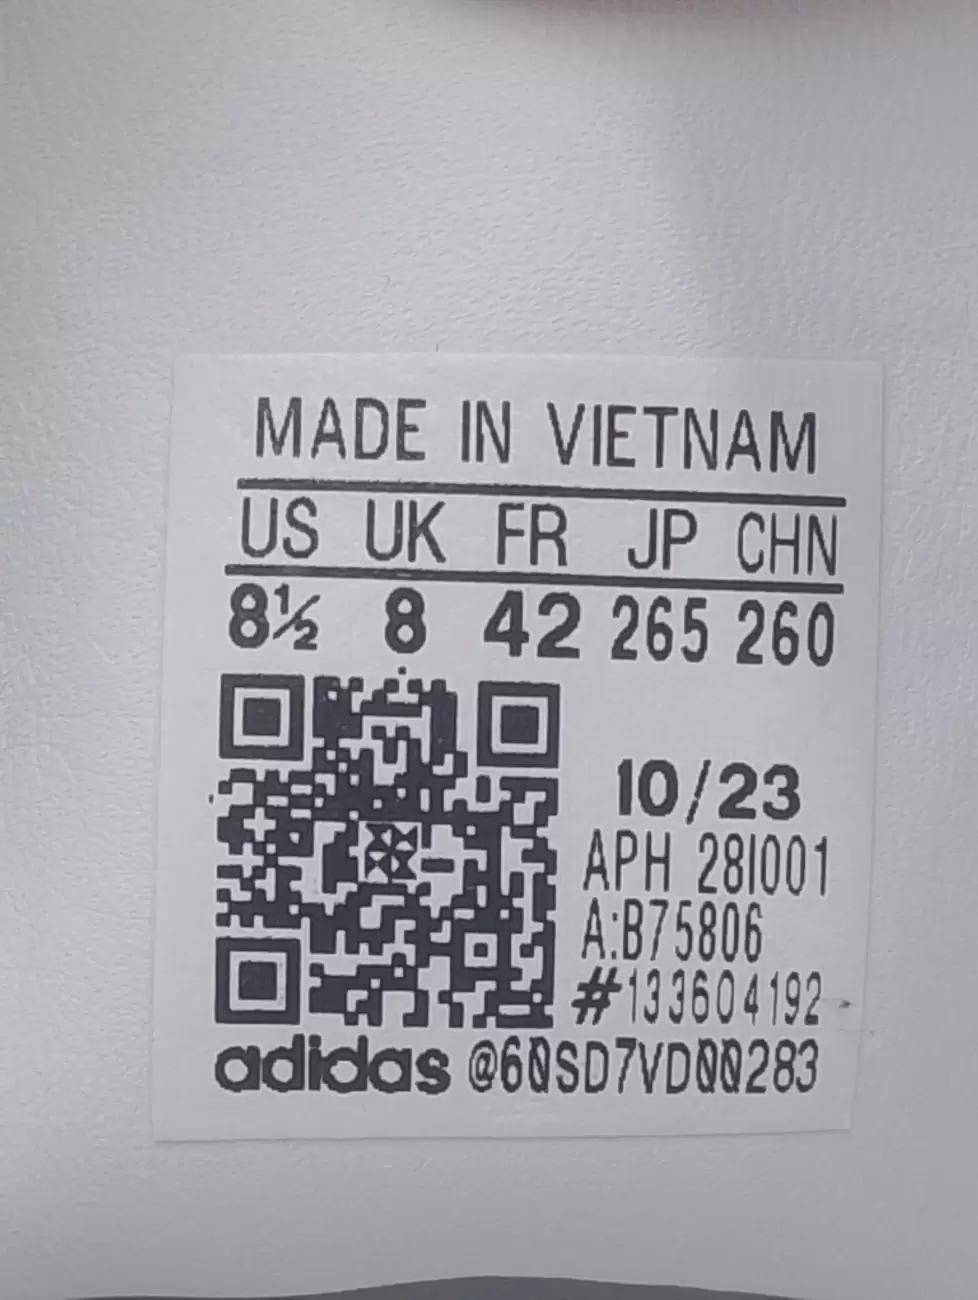 MADE IN VIETNAM
US UK FR JP CHN
8½ 8 42 265 260
10/23
APH 28I001
A:B75806
#133604192
adidas @60SD7VD00283